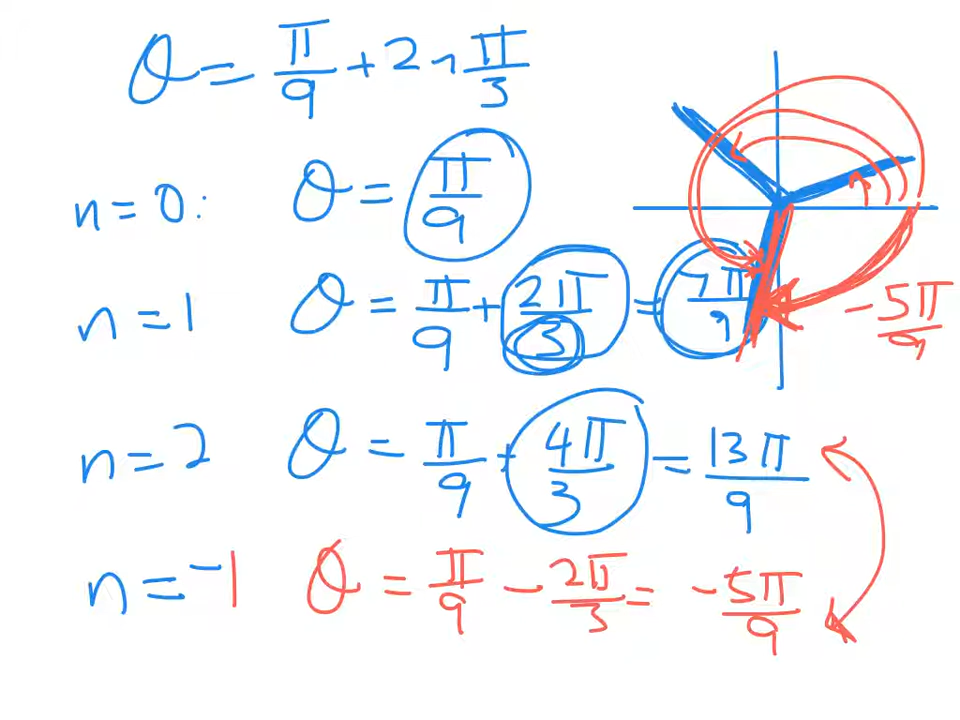 θ = π/9 + 2nπ/3
n = 0: θ = π/9
n = 1 θ = π/9 + 2π/3 = 7π/9
-5π/9
n = 2 θ = π/9 + 4π/3 = 13π/9
n = -1 θ = π/9 - 2π/3 = -5π/9